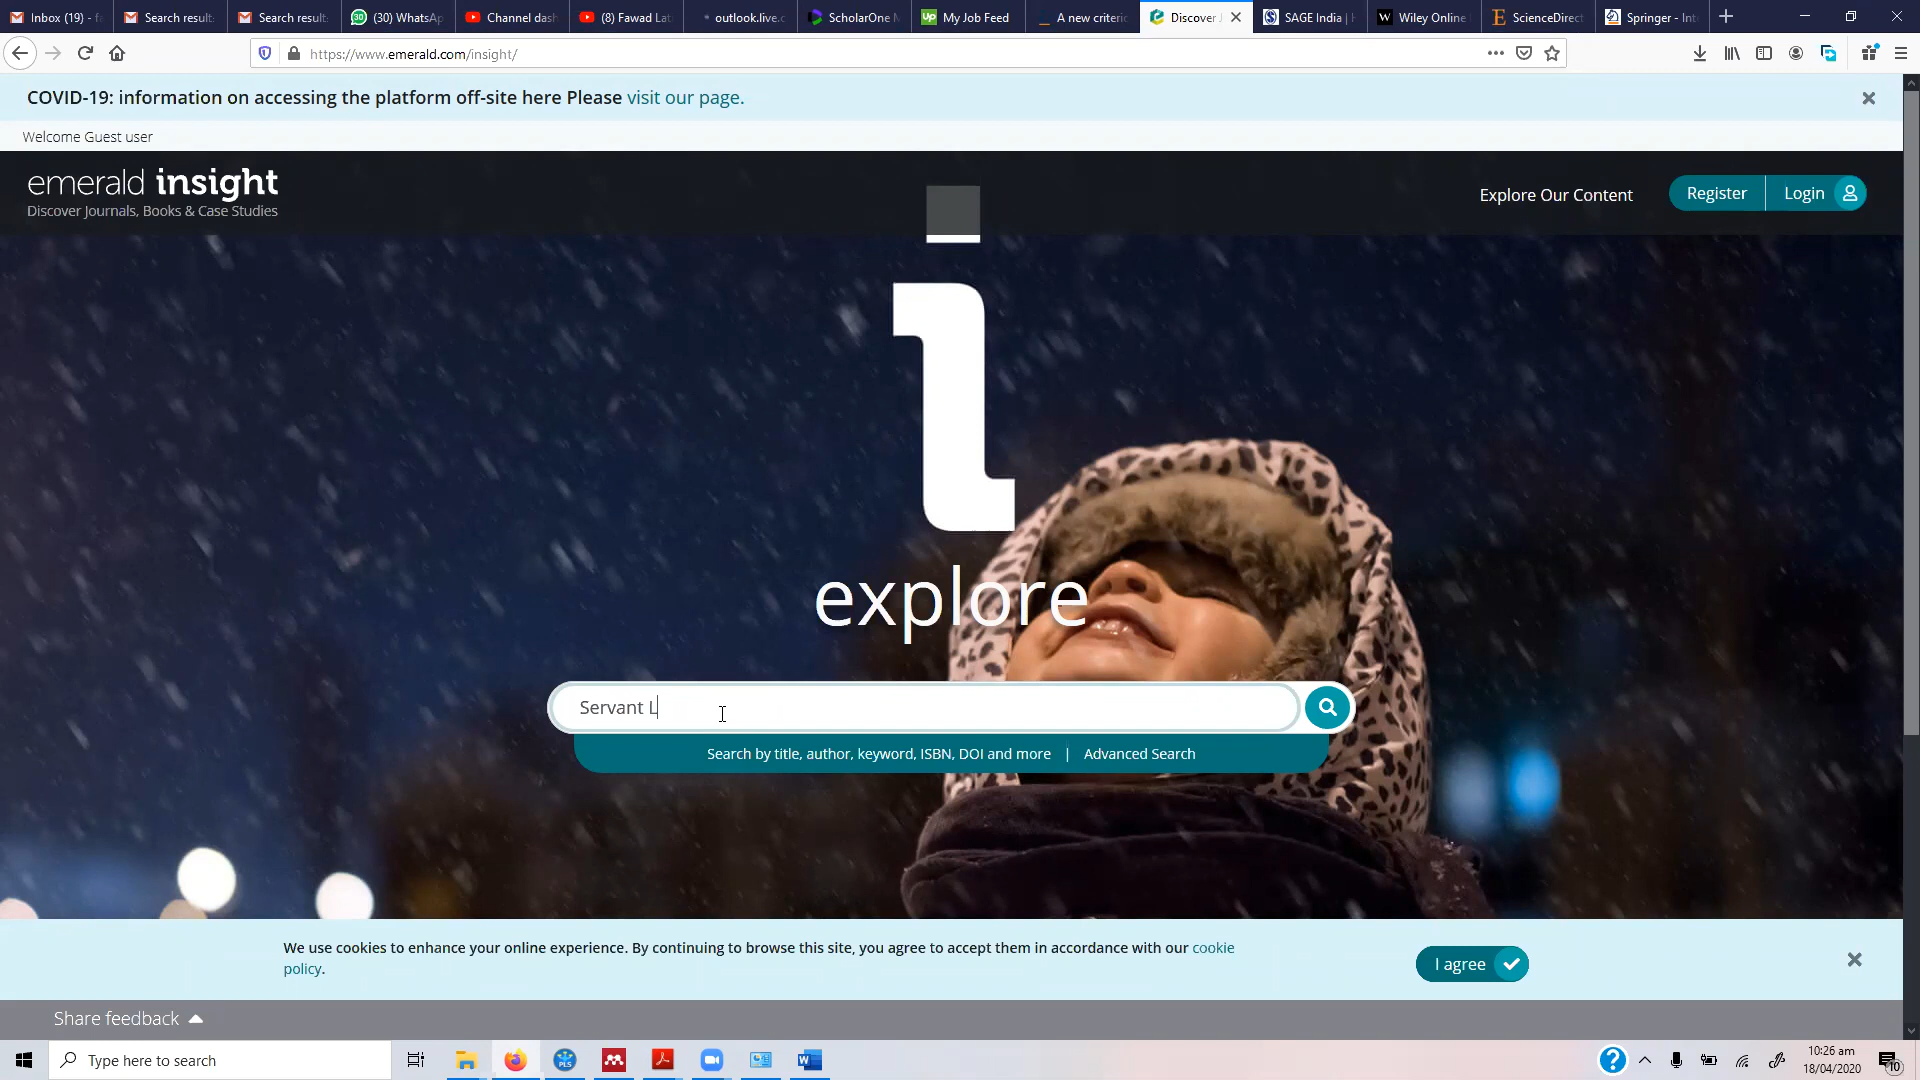 Inbox (19) - fa
Search result
Search result
(30) WhatsAp
Channel dash
(8) Fawad Lat
outlook.live.c
ScholarOne M
My Job Feed
A new criteric
Discover J
SAGE India |
Wiley Online
ScienceDirect
Springer - Int
https://www.emerald.com/insight/
COVID-19: information on accessing the platform off-site here Please visit our page.
Welcome Guest user
emerald insight
Discover Journals, Books & Case Studies
Explore Our Content
Register
Login
explore
Servant L
Search by title, author, keyword, ISBN, DOI and more | Advanced Search
We use cookies to enhance your online experience. By continuing to browse this site, you agree to accept them in accordance with our cookie
policy.
I agree
Share feedback
Type here to search
PLS
10:26 am
18/04/2020
10